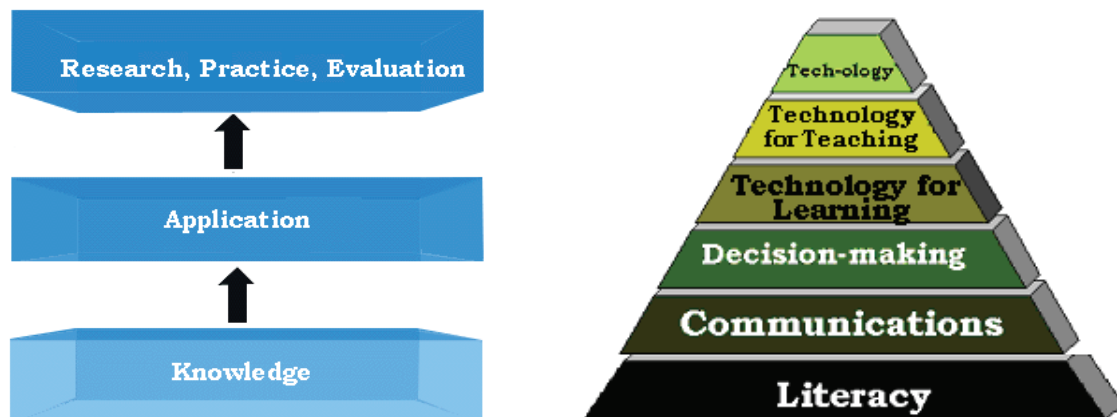 Research, Practice, Evaluation
Application
Knowledge
Tech-ology
Technology
for Teaching
Technology for
Learning
Decision-making
Communications
Literacy